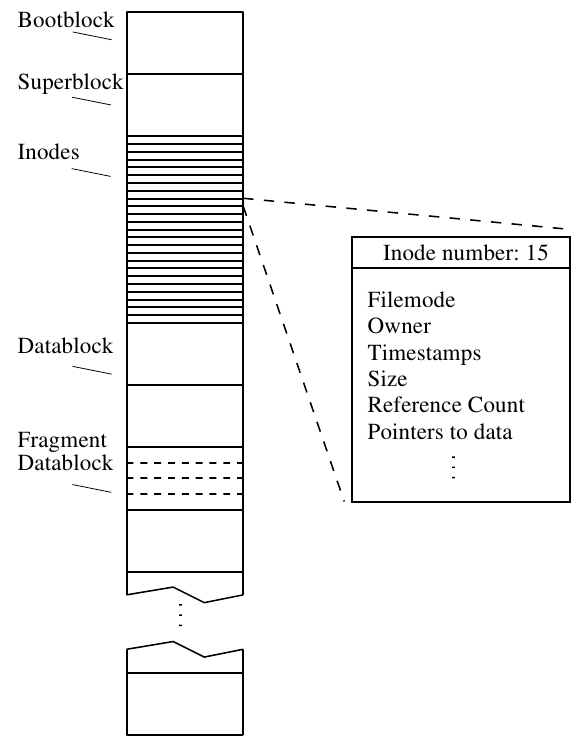 Bootblock
Superblock
Inodes
Inode number: 15
Filemode
Owner
Timestamps
Size
Reference Count
Pointers to data
Datablock
Fragment
Datablock